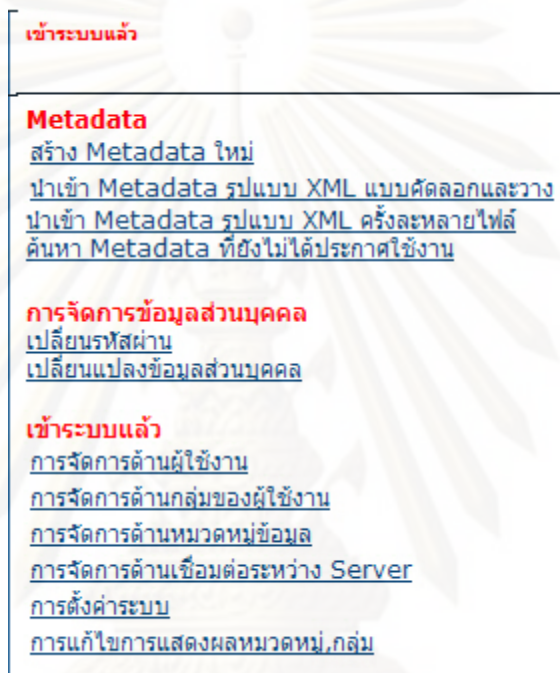 เข้าระบบแล้ว
Metadata
สร้าง Metadata ใหม่
นำเข้า Metadata รูปแบบ XML แบบคัดลอกและวาง
นำเข้า Metadata รูปแบบ XML ครั้งละหลายไฟล์
ค้นหา Metadata ที่ยังไม่ได้ประกาศใช้งาน
การจัดการข้อมูลส่วนบุคคล
เปลี่ยนรหัสผ่าน
เปลี่ยนแปลงข้อมูลส่วนบุคคล
เข้าระบบแล้ว
การจัดการด้านผู้ใช้งาน
การจัดการด้านกลุ่มของผู้ใช้งาน
การจัดการด้านหมวดหมู่ข้อมูล
การจัดการด้านเชื่อมต่อระหว่าง Server
การตั้งค่าระบบ
การแก้ไขการแสดงผลหมวดหมู่,กลุ่ม